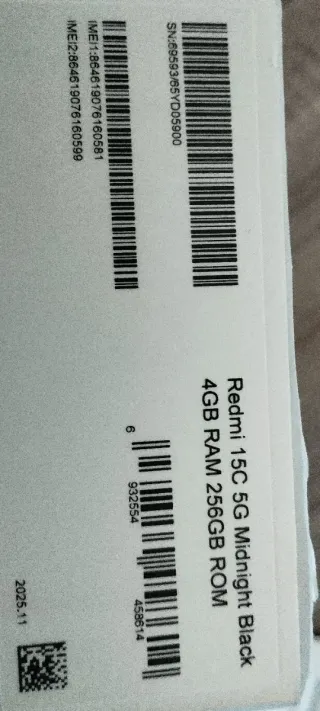 Redmi 15C 5G Midnight Black
4GB RAM 256GB ROM
SN:69593/65YD05900
IMEI1:864619076160581
IMEI2:864619076160599
6 932554 458614
2025.11